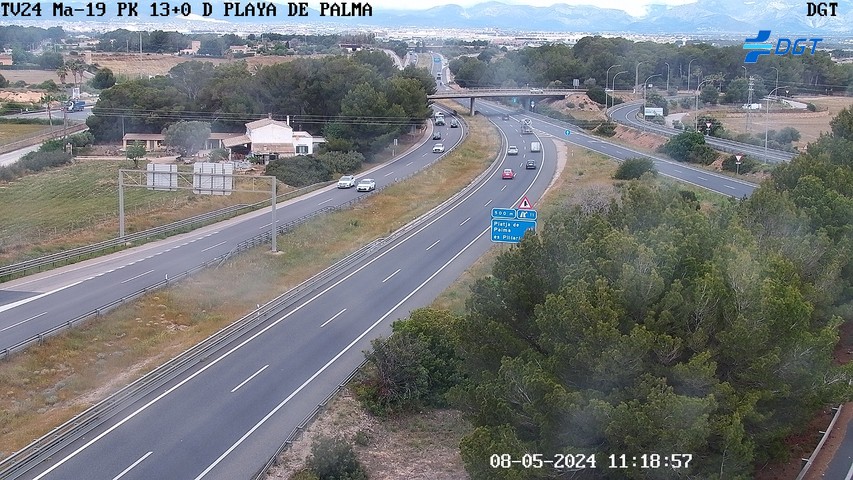 TV24 Ma-19 PK 13+0 D PLAYA DE PALMA
DGT
DGT
500 m
Platja de
Palma
es Pil·larí
08-05-2024 11:18:57